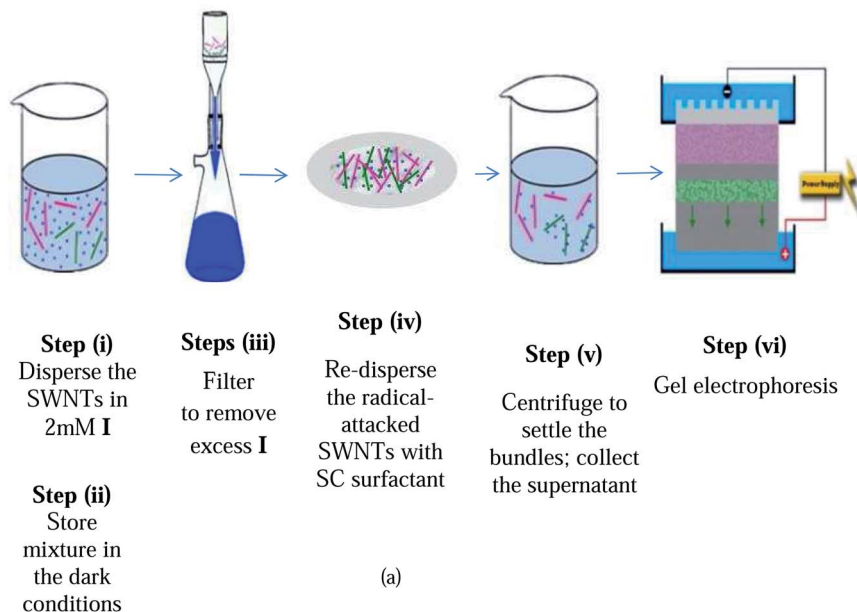 Power Supply
Step (i)
Disperse the
SWNTs in
2mM I
Step (ii)
Store
mixture in
the dark
conditions
Steps (iii)
Filter
to remove
excess I
Step (iv)
Re-disperse
the radical-
attacked
SWNTs with
SC surfactant
Step (v)
Centrifuge to
settle the
bundles; collect
the supernatant
Step (vi)
Gel electrophoresis
(a)